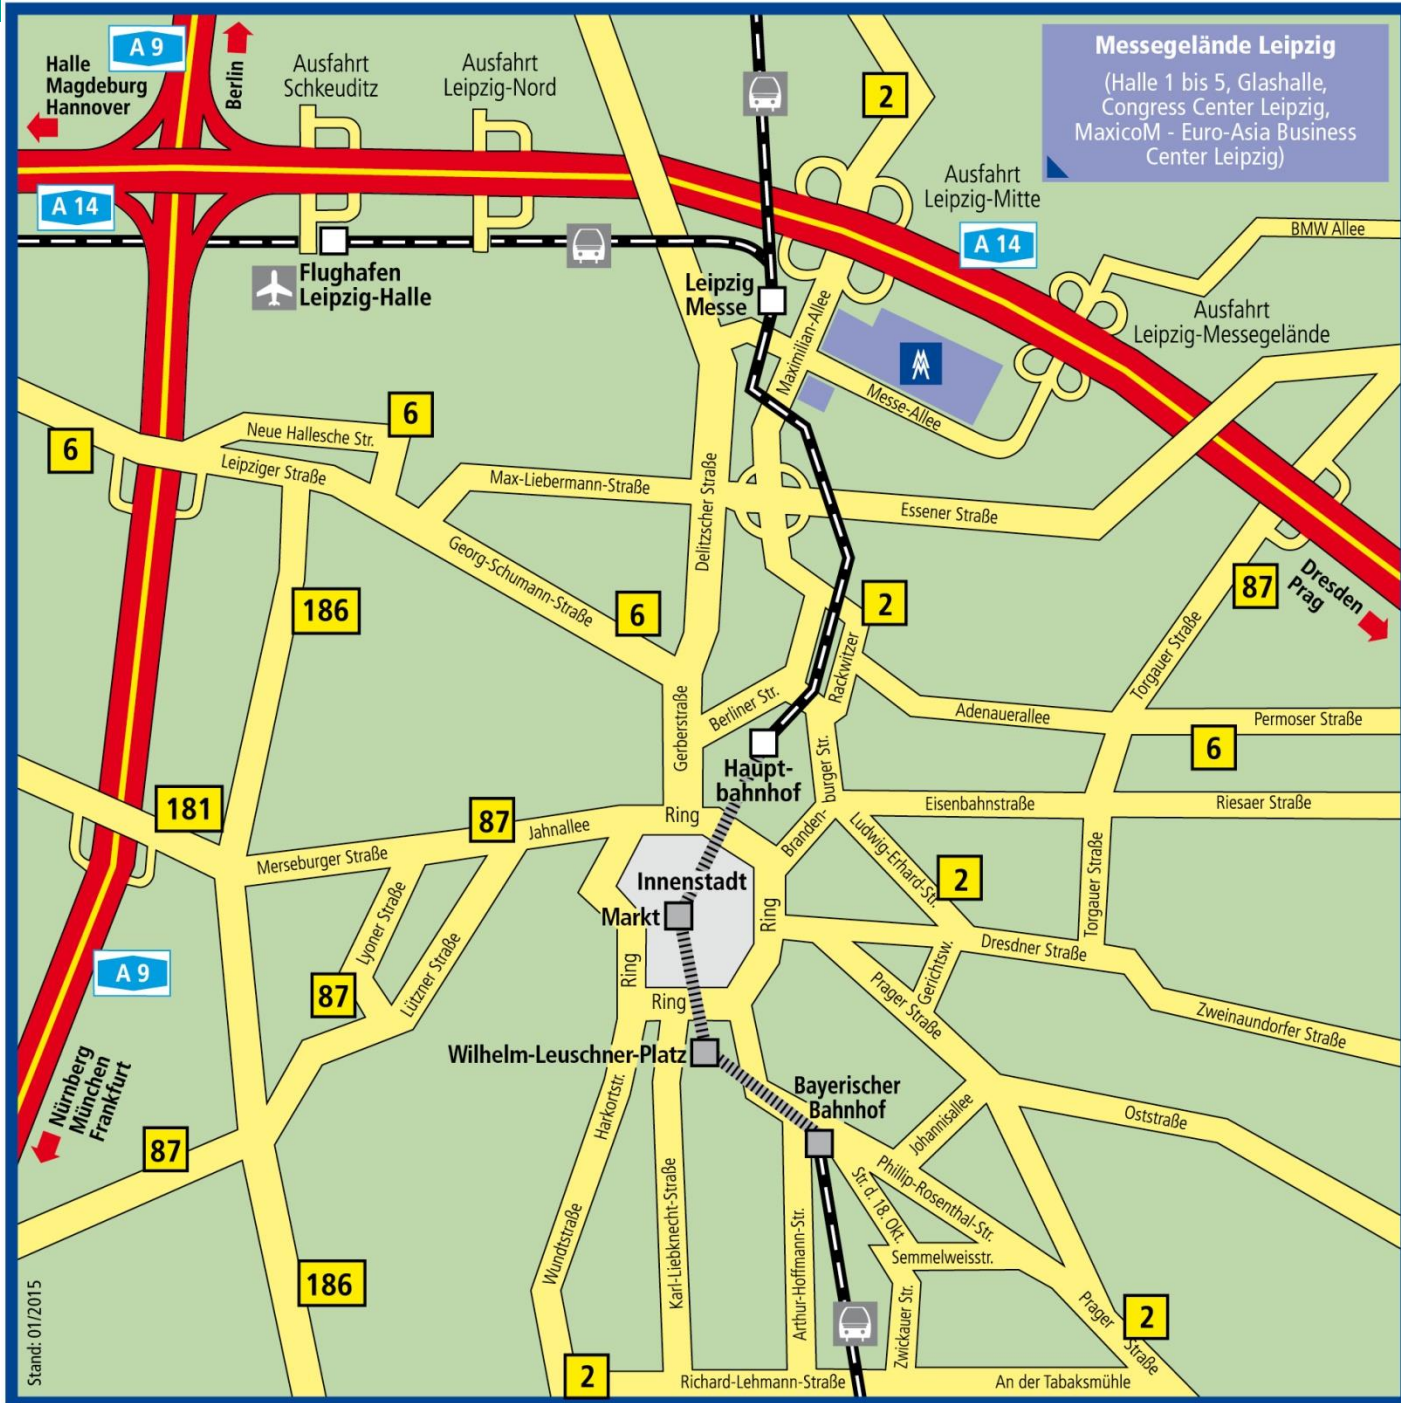 A 9
Halle
Magdeburg
Hannover
Berlin
Ausfahrt
Schkeuditz
Ausfahrt
Leipzig-Nord
2
Messegelände Leipzig
(Halle 1 bis 5, Glashalle,
Congress Center Leipzig,
MaxicoM - Euro-Asia Business
Center Leipzig)
A 14
Ausfahrt
Leipzig-Mitte
A 14
BMW Allee
Flughafen
Leipzig-Halle
Leipzig
Messe
Maximilian-Allee
Ausfahrt
Leipzig-Messegelände
Messe-Allee
6
6
Neue Hallesche Str.
Leipziger Straße
Max-Liebermann-Straße
Delitzscher Straße
Essener Straße
Georg-Schumann-Straße
186
6
2
87
Dresden
Prag
Rackwitzer
Torgauer Straße
Berliner Str.
Gerberstraße
Adenauerallee
Permoser Straße
6
Haupt-
bahnhof
Branden-
burger Str.
181
87
Jahnallee
Ring
Eisenbahnstraße
Riesaer Straße
Merseburger Straße
Ludwig-Erhard-Str.
2
Torgauer Straße
Innenstadt
Markt
Ring
Ring
Ring
Lyoner Straße
Lützner Straße
87
A 9
Dresdner Straße
Gerichtsw.
Prager Straße
Zweinaundorfer Straße
Wilhelm-Leuschner-Platz
Nürnberg
München
Frankfurt
Bayerischer
Bahnhof
Harkortstr.
Johannisallee
Oststraße
87
Karl-Liebknecht-Straße
Arthur-Hoffmann-Str.
Str. d. 18. Okt.
Phillip-Rosenthal-Str.
Wundtstraße
Semmelweisstr.
186
Zwickauer Str.
Prager
Straße
2
2
Richard-Lehmann-Straße
An der Tabaksmühle
Stand: 01/2015